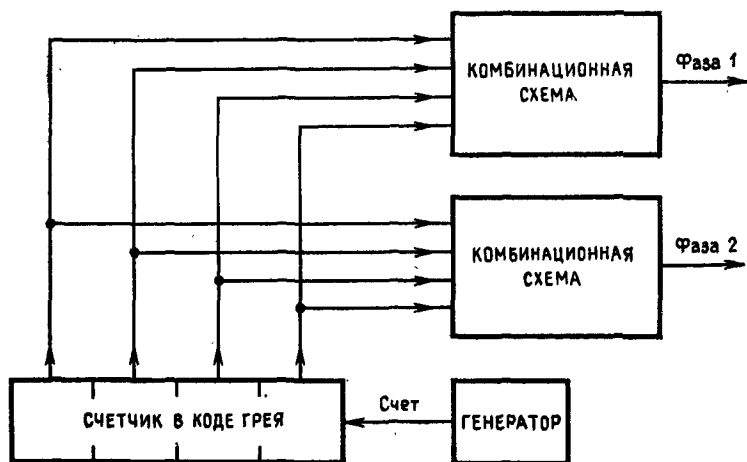 КОМБИНАЦИОННАЯ
СХЕМА
Фаза 1
КОМБИНАЦИОННАЯ
СХЕМА
Фаза 2
СЧЕТЧИК В КОДЕ ГРЕЯ
Счет
ГЕНЕРАТОР